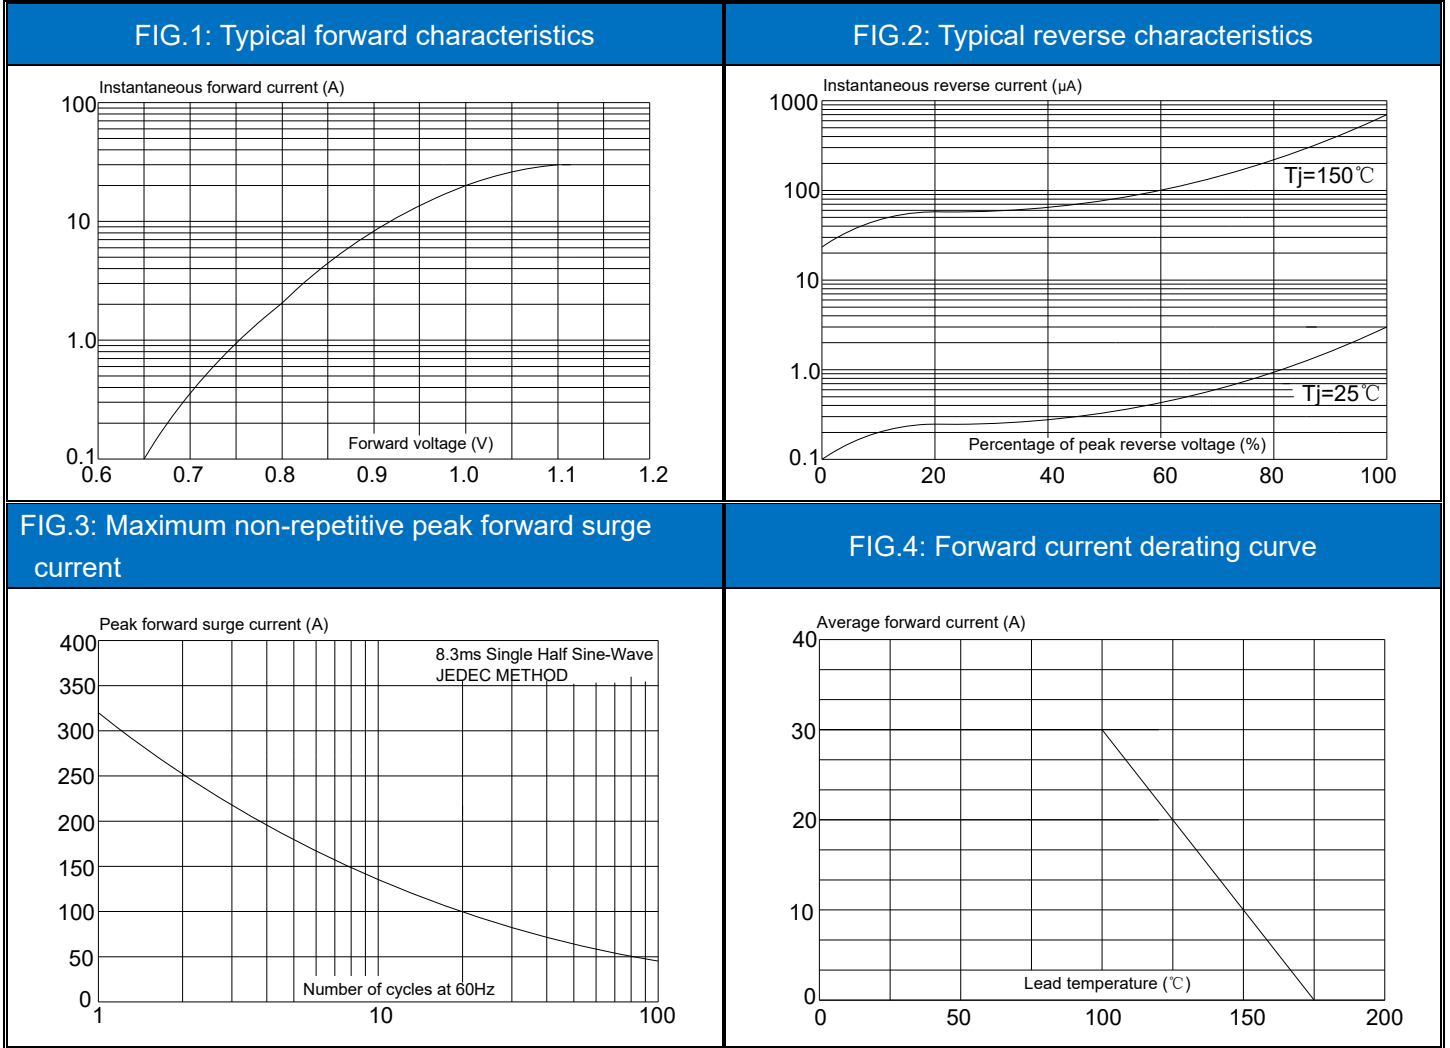 FIG.1: Typical forward characteristics
Instantaneous forward current (A)
100
10
1.0
0.1
Forward voltage (V)
0.6 0.7 0.8 0.9 1.0 1.1 1.2
FIG.2: Typical reverse characteristics
Instantaneous reverse current (μA)
1000
Tj=150℃
100
10
1.0
Tj=25℃
Percentage of peak reverse voltage (%)
0.1
0 20 40 60 80 100
FIG.3: Maximum non-repetitive peak forward surge
current
Peak forward surge current (A)
400
8.3ms Single Half Sine-Wave
JEDEC METHOD
350
300
250
200
150
100
50
Number of cycles at 60Hz
0
1 10 100
FIG.4: Forward current derating curve
Average forward current (A)
40
30
20
10
Lead temperature (℃)
0
0 50 100 150 200